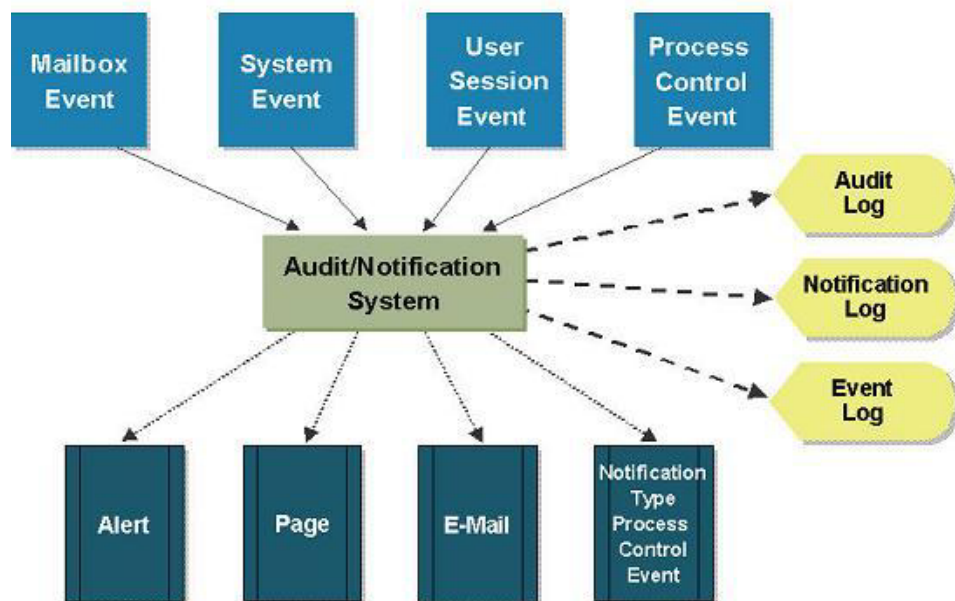 Mailbox
Event
System
Event
User
Session
Event
Process
Control
Event
Audit
Log
Audit/Notification
System
Notification
Log
Event
Log
Alert
Page
E-Mail
Notification
Type
Process
Control
Event